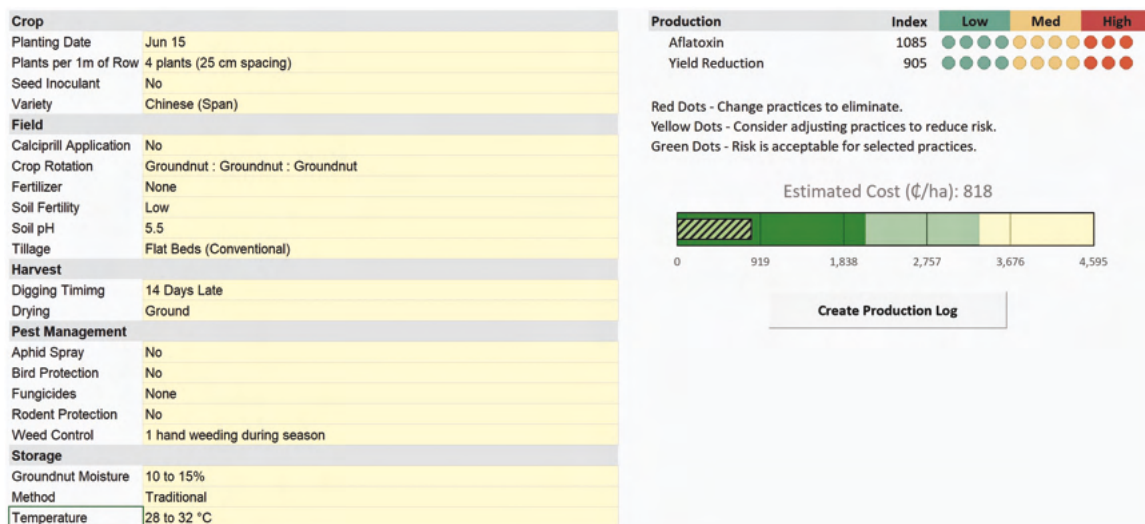 Crop
Planting Date Jun 15
Plants per 1m of Row 4 plants (25 cm spacing)
Seed Inoculant No
Variety Chinese (Span)
Field
Calciprill Application No
Crop Rotation Groundnut : Groundnut : Groundnut
Fertilizer None
Soil Fertility Low
Soil pH 5.5
Tillage Flat Beds (Conventional)
Harvest
Digging Timimg 14 Days Late
Drying Ground
Pest Management
Aphid Spray No
Bird Protection No
Fungicides None
Rodent Protection No
Weed Control 1 hand weeding during season
Storage
Groundnut Moisture 10 to 15%
Method Traditional
Temperature 28 to 32 °C
Production Index Low Med High
Aflatoxin 1085
Yield Reduction 905
Red Dots - Change practices to eliminate.
Yellow Dots - Consider adjusting practices to reduce risk.
Green Dots - Risk is acceptable for selected practices.
Estimated Cost (₵/ha): 818
0 919 1,838 2,757 3,676 4,595
Create Production Log